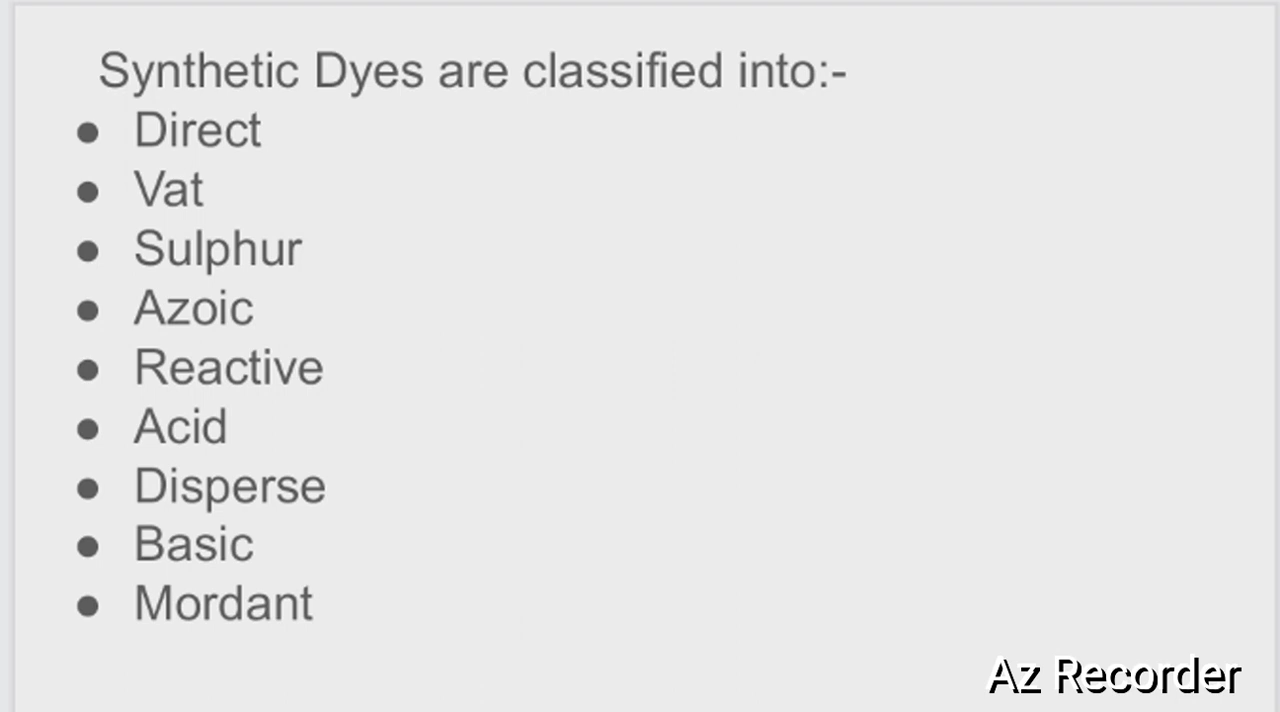 Synthetic Dyes are classified into:-
● Direct
● Vat
● Sulphur
● Azoic
● Reactive
● Acid
● Disperse
● Basic
● Mordant
Az Recorder